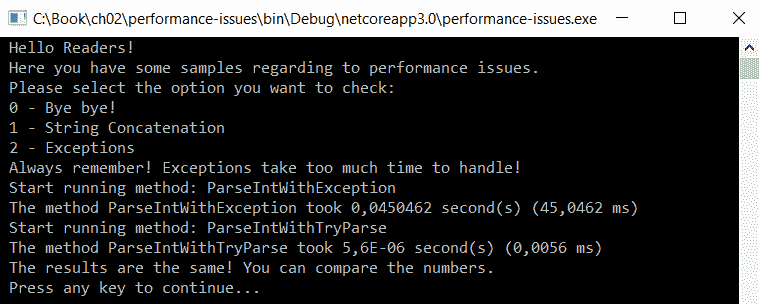 C:\Book\ch02\performance-issues\bin\Debug\netcoreapp3.0\performance-issues.exe
Hello Readers!
Here you have some samples regarding to performance issues.
Please select the option you want to check:
0 - Bye bye!
1 - String Concatenation
2 - Exceptions
Always remember! Exceptions take too much time to handle!
Start running method: ParseIntWithException
The method ParseIntWithException took 0,0450462 second(s) (45,0462 ms)
Start running method: ParseIntWithTryParse
The method ParseIntWithTryParse took 5,6E-06 second(s) (0,0056 ms)
The results are the same! You can compare the numbers.
Press any key to continue...